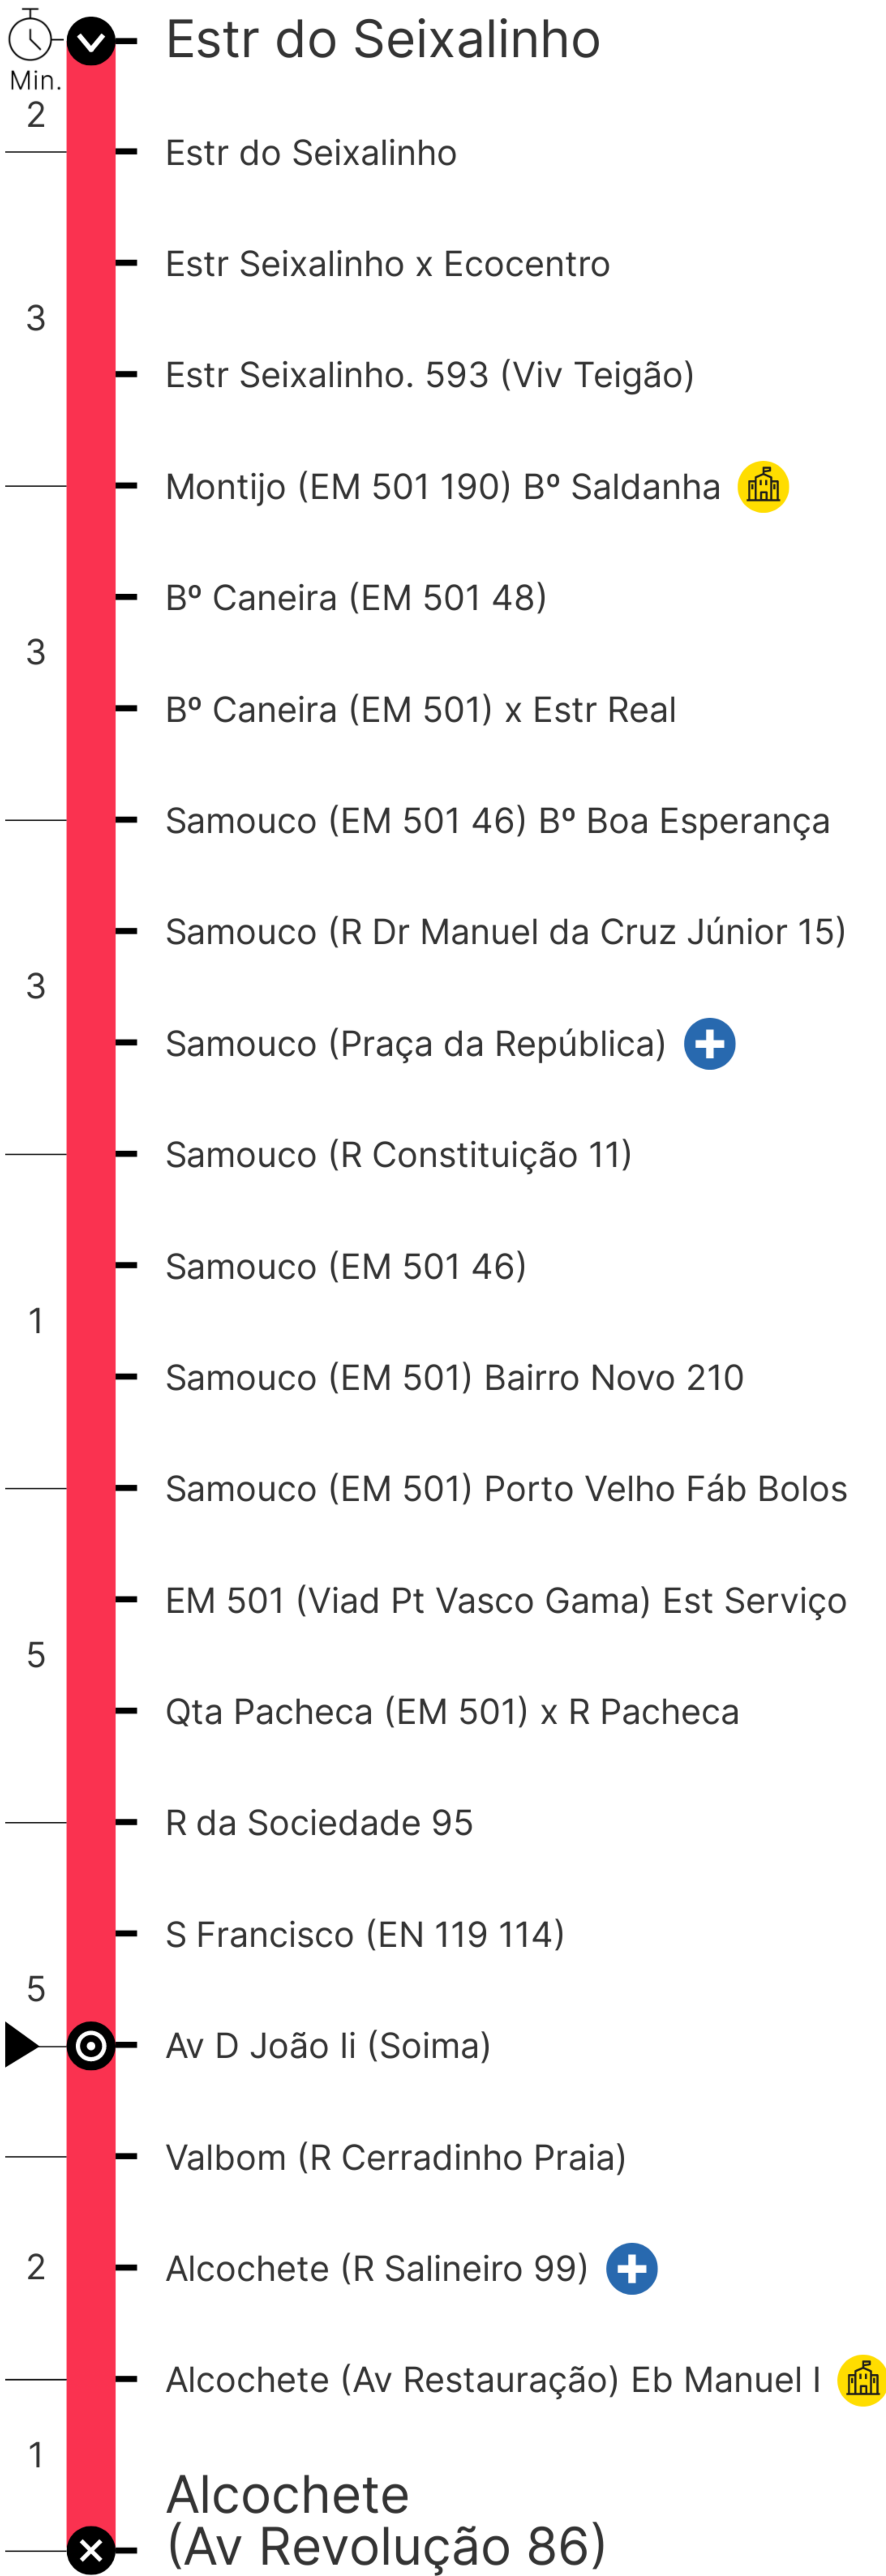 Estr do Seixalinho
Min.
2
Estr do Seixalinho
Estr Seixalinho x Ecocentro
3
Estr Seixalinho. 593 (Viv Teigão)
Montijo (EM 501 190) Bº Saldanha
Bº Caneira (EM 501 48)
3
Bº Caneira (EM 501) x Estr Real
Samouco (EM 501 46) Bº Boa Esperança
Samouco (R Dr Manuel da Cruz Júnior 15)
3
Samouco (Praça da República)
Samouco (R Constituição 11)
Samouco (EM 501 46)
1
Samouco (EM 501) Bairro Novo 210
Samouco (EM 501) Porto Velho Fáb Bolos
EM 501 (Viad Pt Vasco Gama) Est Serviço
5
Qta Pacheca (EM 501) x R Pacheca
R da Sociedade 95
S Francisco (EN 119 114)
5
Av D João Ii (Soima)
Valbom (R Cerradinho Praia)
2
Alcochete (R Salineiro 99)
Alcochete (Av Restauração) Eb Manuel I
1
Alcochete
(Av Revolução 86)